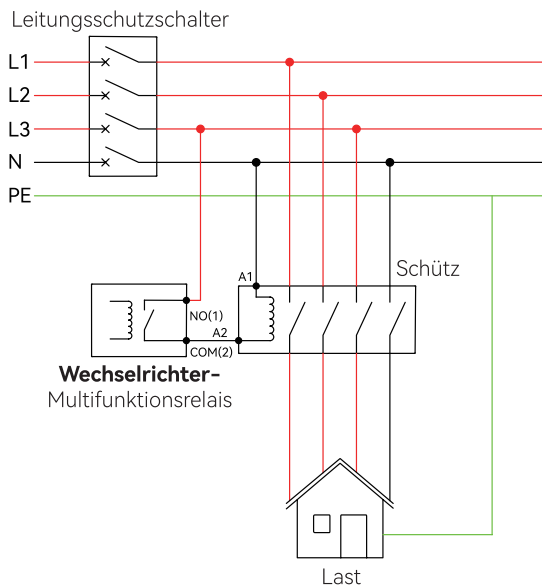 Leitungsschutzschalter
L1
L2
L3
N
PE
Schütz
A1
NO(1)
A2
COM(2)
Wechselrichter-
Multifunktionsrelais
Last